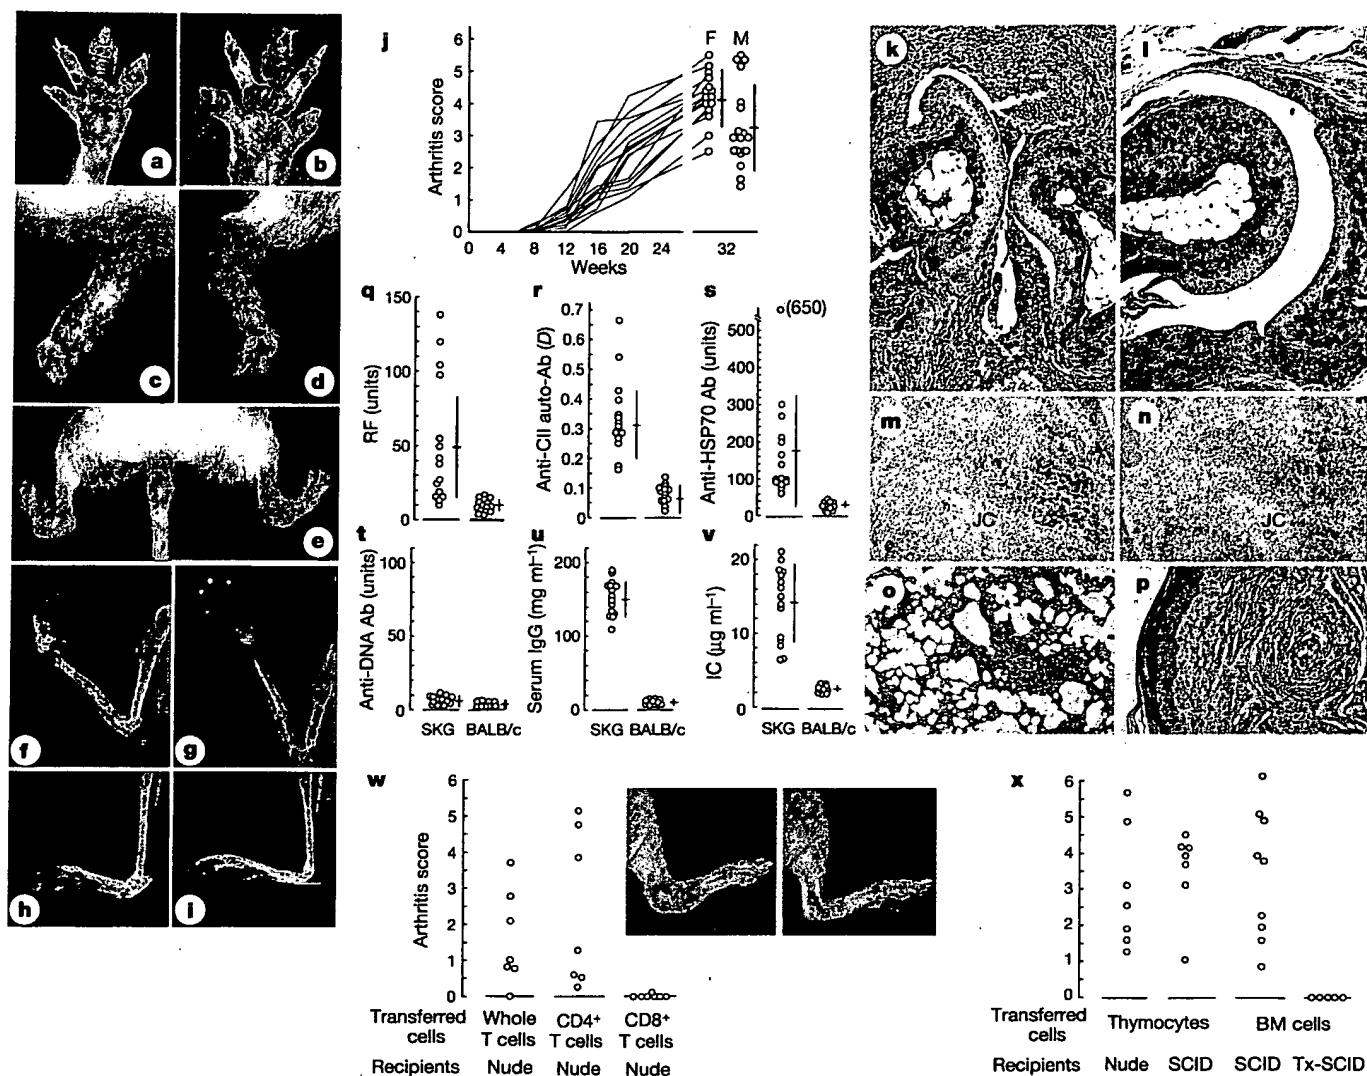 a
b
c
d
e
f
g
h
i
j
Arthritis score
6
5
4
3
2
1
0
F M
0 4 8 12 16 20 24 32
Weeks
k
l
m
JC
n
JC
o
p
q
RF (units)
150
100
50
0
r
Anti-CII auto-Ab (D)
0.7
0.6
0.5
0.4
0.3
0.2
0.1
0
s
Anti-HSP70 Ab (units)
(650)
500
400
300
200
100
0
t
Anti-DNA Ab (units)
100
50
0
SKG BALB/c
u
Serum IgG (mg ml⁻¹)
200
100
0
SKG BALB/c
v
IC (μg ml⁻¹)
20
10
0
SKG BALB/c
w
Arthritis score
6
5
4
3
2
1
0
Transferred cells
Whole T cells
CD4⁺ T cells
CD8⁺ T cells
Recipients Nude Nude Nude
x
6
5
4
3
2
1
0
Transferred cells
Thymocytes BM cells
Recipients Nude SCID SCID Tx-SCID